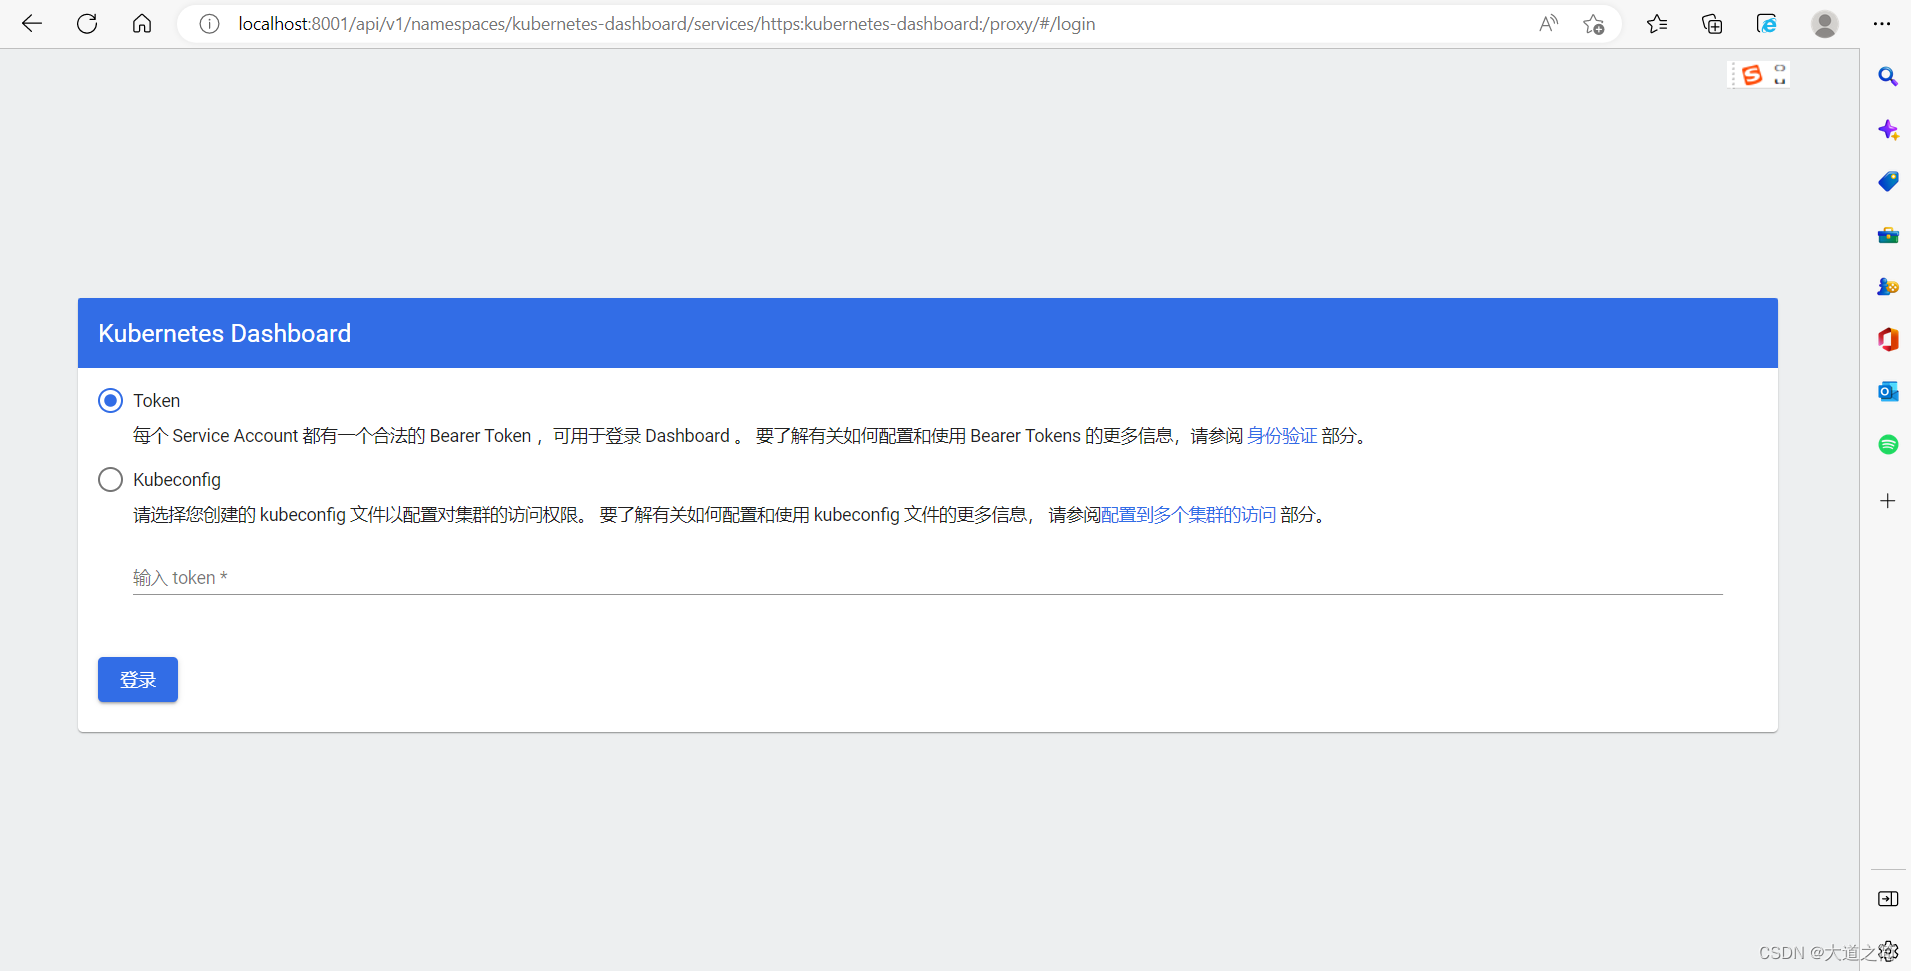 localhost:8001/api/v1/namespaces/kubernetes-dashboard/services/https:kubernetes-dashboard:/proxy/#/login
Kubernetes Dashboard
Token
每个 Service Account 都有一个合法的 Bearer Token ，可用于登录 Dashboard 。 要了解有关如何配置和使用 Bearer Tokens 的更多信息，请参阅 身份验证 部分。
Kubeconfig
请选择您创建的 kubeconfig 文件以配置对集群的访问权限。 要了解有关如何配置和使用 kubeconfig 文件的更多信息， 请参阅配置到多个集群的访问 部分。
输入 token *
登录
CSDN @大道之